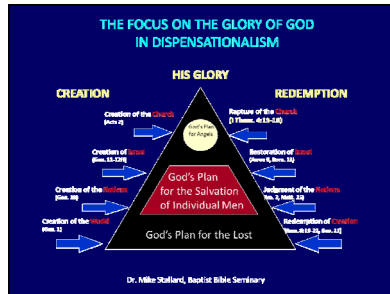 THE FOCUS ON THE GLORY OF GOD
IN DISPENSATIONALISM
HIS GLORY
CREATION
REDEMPTION
Creation of the Church
(Acts 2)
Rapture of the Church
(1 Thess. 4:13-18)
God's Plan
for Angels
Creation of Israel
(Gen. 12-
Restoration of Israel
11)
God's Plan
for the Salvation
of Individual Men
Creation of the Nations
(Gen. 10)
Judgment of the Nations
2, Matt. 25)
Creation of the World
(Gen. 1)
Redemption of Creation
God's Plan for the Lost
Dr. Mike Stallard, Baptist Bible Seminary